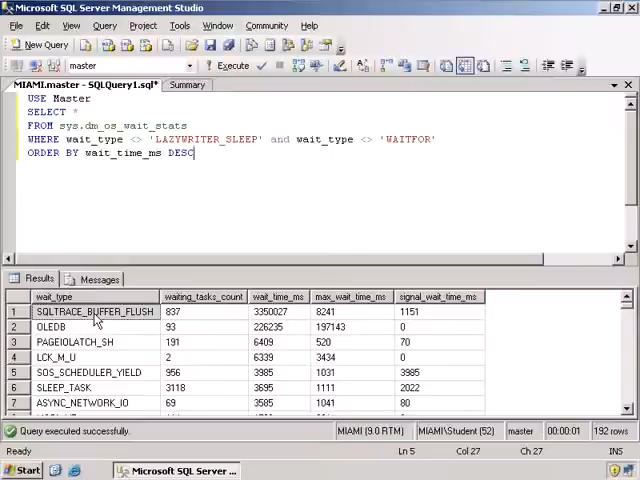 Microsoft SQL Server Management Studio
File Edit View Query Project Tools Window Community Help
New Query
master Execute
MIAMI.master - SQLQuery1.sql* Summary
USE Master
SELECT *
FROM sys.dm_os_wait_stats
WHERE wait_type <> 'LAZYWRITER_SLEEP' and wait_type <> 'WAITFOR'
ORDER BY wait_time_ms DESC
Results Messages
wait_type waiting_tasks_count wait_time_ms max_wait_time_ms signal_wait_time_ms
1 SQLTRACE_BUFFER_FLUSH 837 3350027 8241 1151
2 OLEDB 93 226235 197143 0
3 PAGEIOLATCH_SH 191 6409 520 70
4 LCK_M_U 2 6339 3434 0
5 SOS_SCHEDULER_YIELD 956 3985 1031 3985
6 SLEEP_TASK 3118 3695 1111 2022
7 ASYNC_NETWORK_IO 69 3585 1041 80
Query executed successfully. MIAMI (9.0 RTM) MIAMI\Student (52) master 00:00:01 192 rows
Ready Ln 5 Col 27 Ch 27 INS
Start Microsoft SQL Server ...